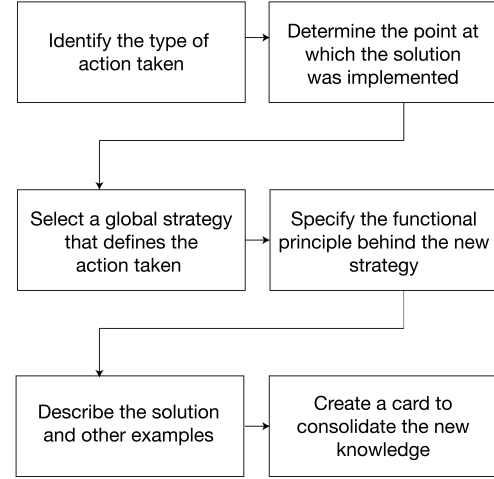 Identify the type of
action taken
Determine the point at
which the solution
was implemented
Select a global strategy
that defines the
action taken
Specify the functional
principle behind the new
strategy
Describe the solution
and other examples
Create a card to
consolidate the new
knowledge